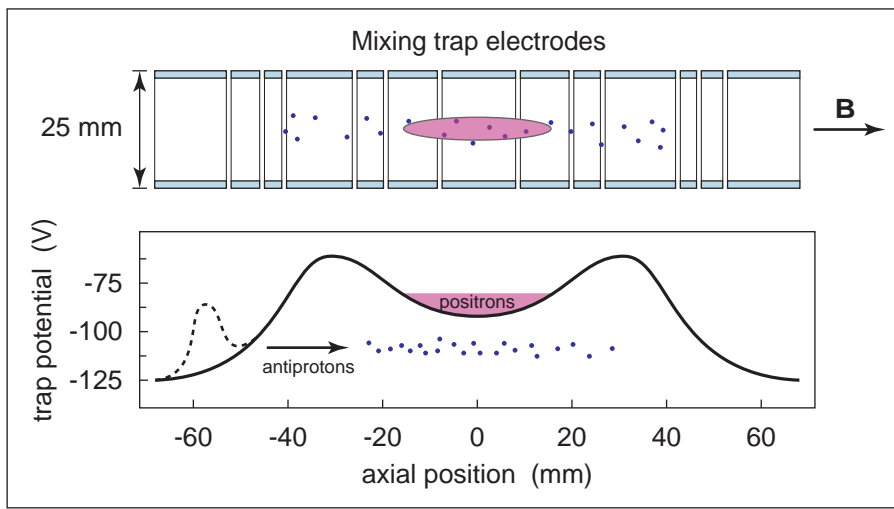 Mixing trap electrodes
25 mm
B
trap potential (V)
-75
-100
-125
positrons
antiprotons
-60 -40 -20 0 20 40 60
axial position (mm)